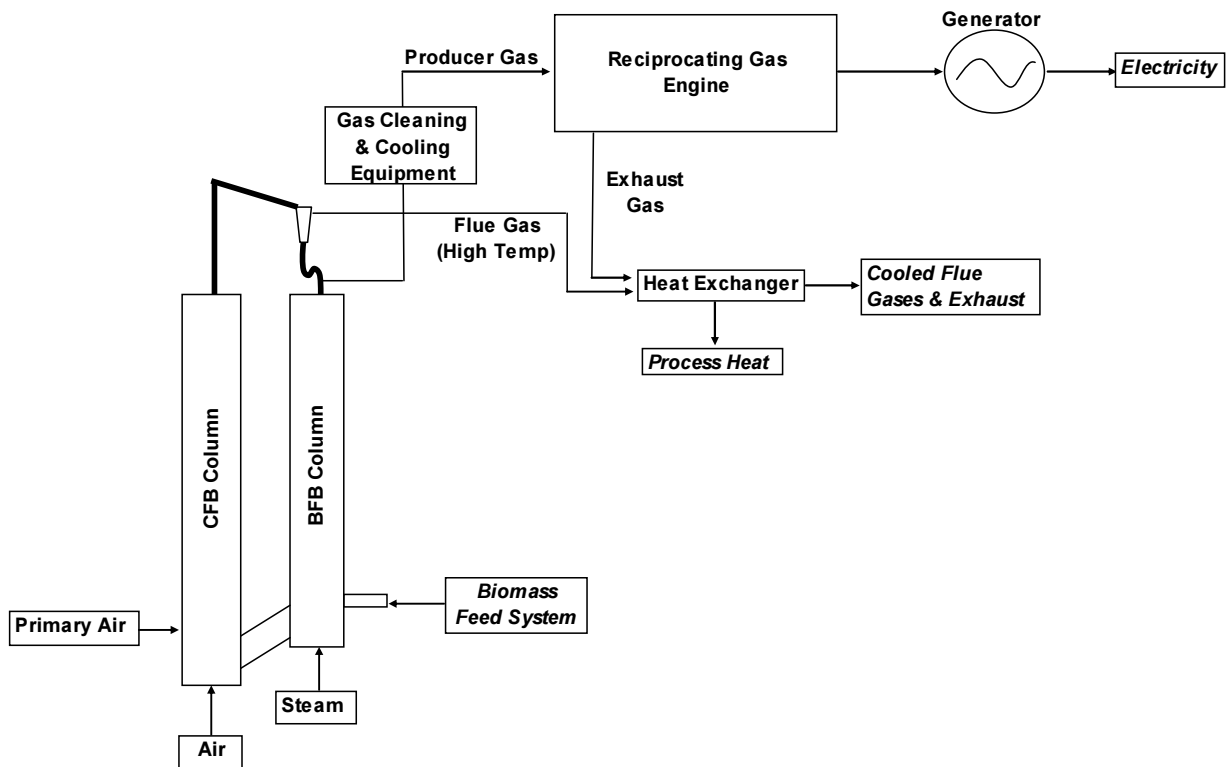 Generator
Producer Gas
Reciprocating Gas
Engine
Electricity
Gas Cleaning
& Cooling
Equipment
Exhaust
Gas
Flue Gas
(High Temp)
Heat Exchanger
Cooled Flue
Gases & Exhaust
Process Heat
CFB Column
BFB Column
Biomass
Feed System
Primary Air
Steam
Air